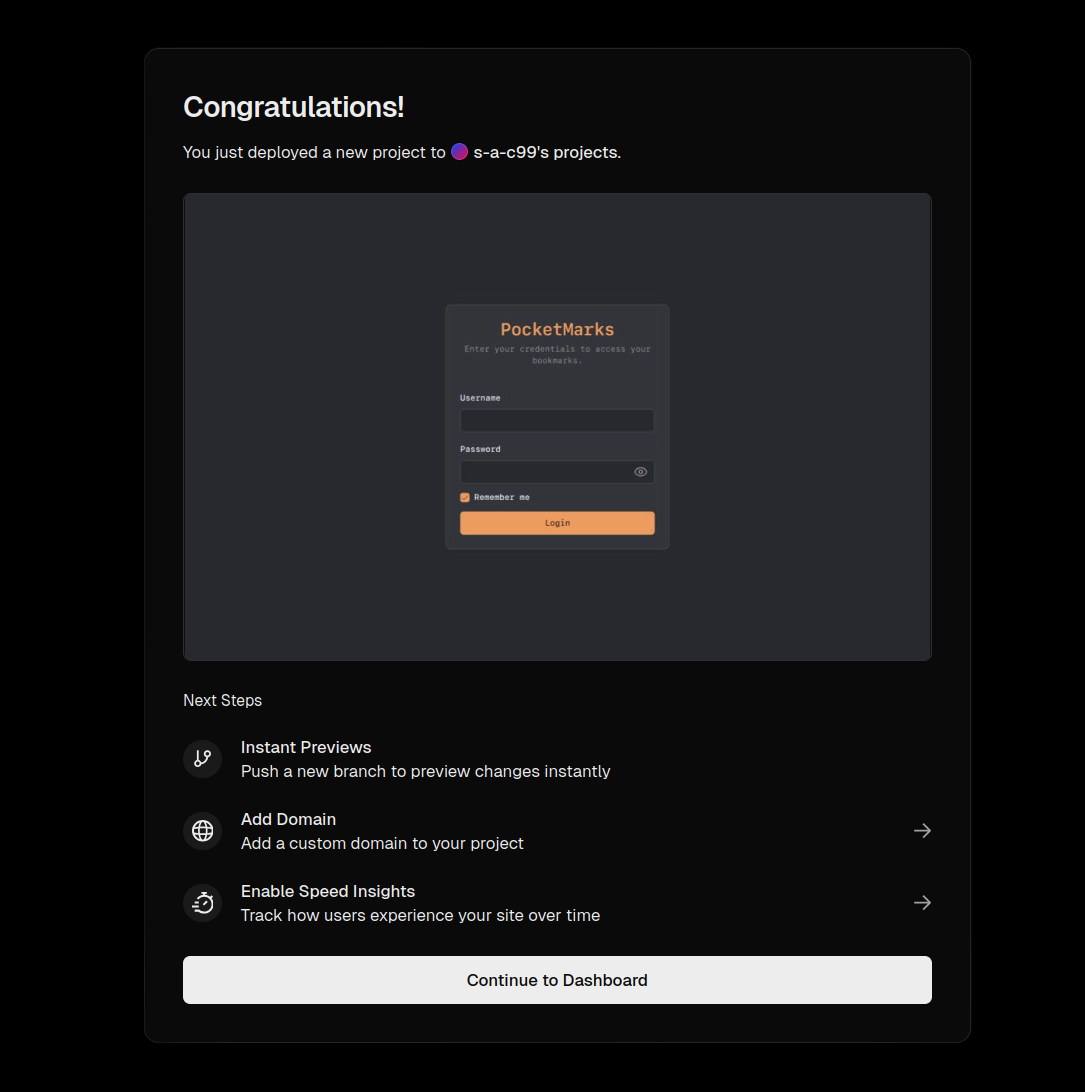 Congratulations!
You just deployed a new project to s-a-c99's projects.
PocketMarks
Enter your credentials to access your
bookmarks.
Username
Password
Remember me
Login
Next Steps
Instant Previews
Push a new branch to preview changes instantly
Add Domain
Add a custom domain to your project
Enable Speed Insights
Track how users experience your site over time
Continue to Dashboard